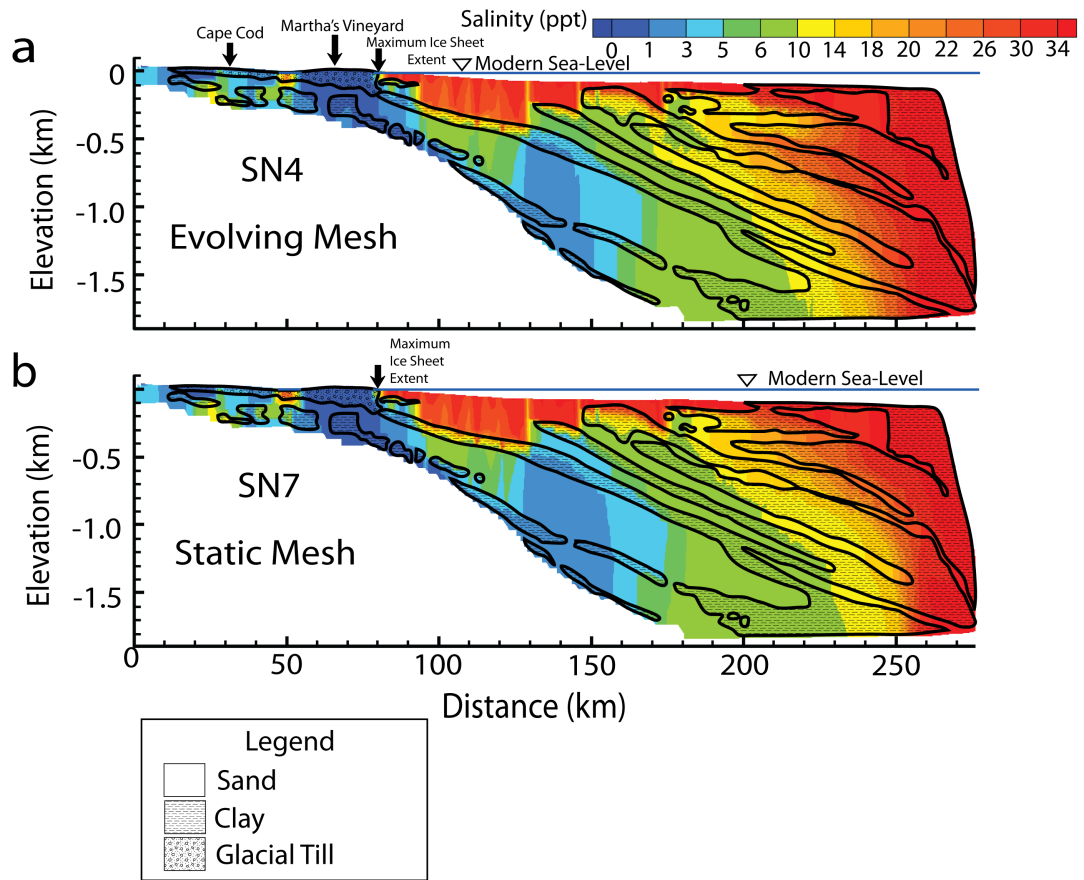 Salinity (ppt)
0 1 3 5 6 10 14 18 20 22 26 30 34
a
Cape Cod
Martha's Vineyard
Maximum Ice Sheet
Extent
Modern Sea-Level
0
-0.5
-1.0
-1.5
Elevation (km)
SN4
Evolving Mesh
b
Maximum
Ice Sheet
Extent
Modern Sea-Level
0
-0.5
-1.0
-1.5
Elevation (km)
SN7
Static Mesh
0 50 100 150 200 250
Distance (km)
Legend
Sand
Clay
Glacial Till